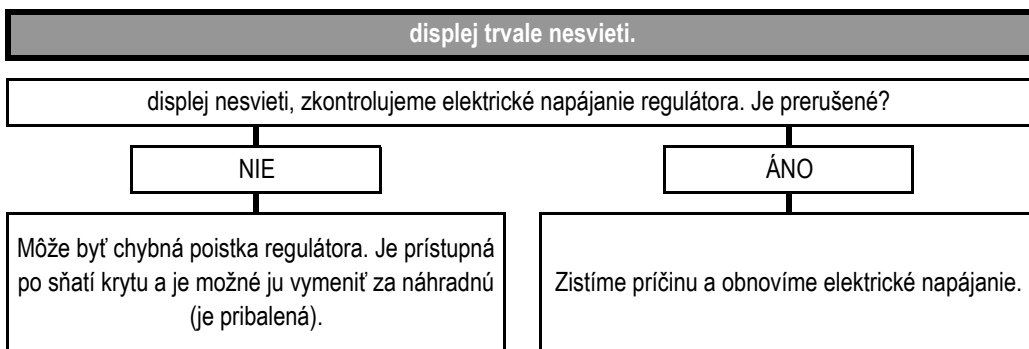 displej trvale nesvieti.
displej nesvieti, zkontrolujeme elektrické napájanie regulátora. Je prerušené?
NIE
ÁNO
Môže byť chybná poistka regulátora. Je prístupná
po sňatí krytu a je možné ju vymeniť za náhradnú
(je pribalená).
Zistíme príčinu a obnovíme elektrické napájanie.